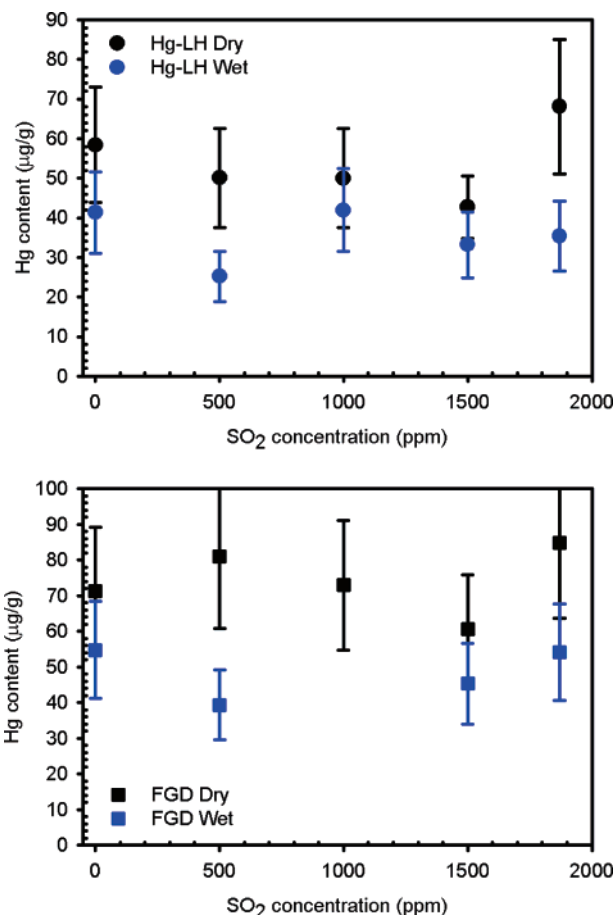 90
80
70
60
50
40
30
20
10
0
Hg content (µg/g)
Hg-LH Dry
Hg-LH Wet
0 500 1000 1500 2000
SO2 concentration (ppm)
100
90
80
70
60
50
40
30
20
10
0
Hg content (µg/g)
FGD Dry
FGD Wet
0 500 1000 1500 2000
SO2 concentration (ppm)